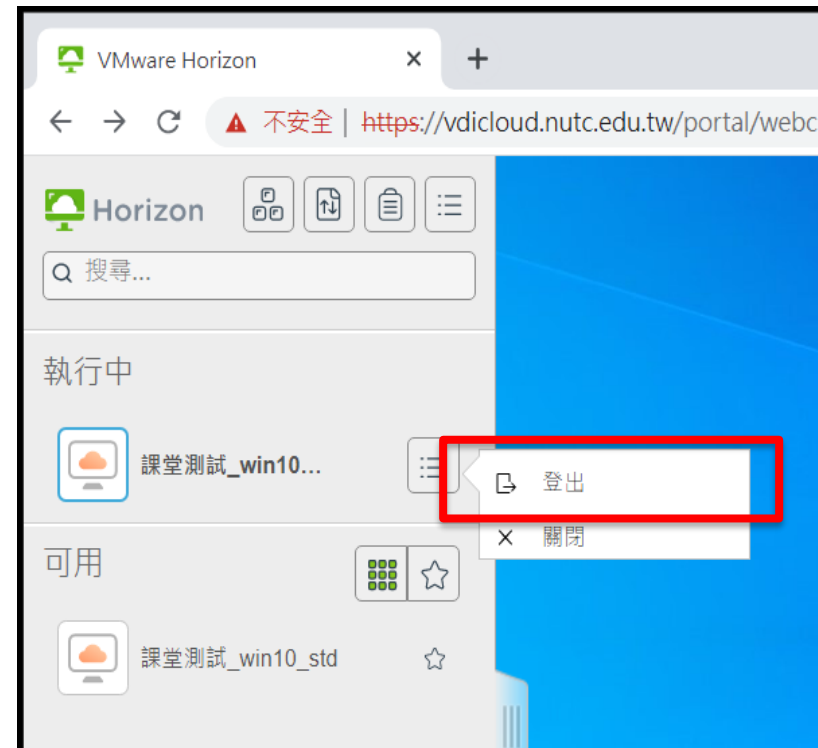 VMware Horizon
不安全 | https://vdicloud.nutc.edu.tw/portal/webc
Horizon
搜尋...
執行中
課堂測試_win10...
登出
關閉
可用
課堂測試_win10_std